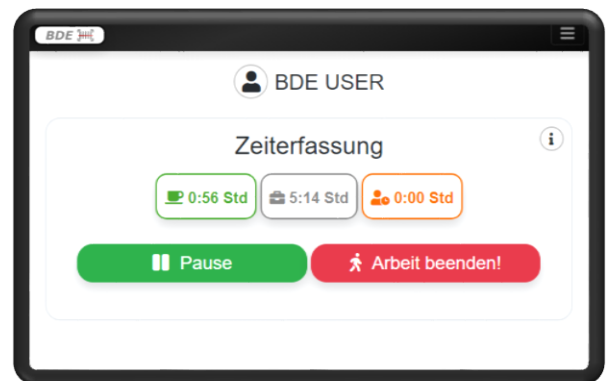 BDE
BDE USER
Zeiterfassung
0:56 Std
5:14 Std
0:00 Std
Pause
Arbeit beenden!